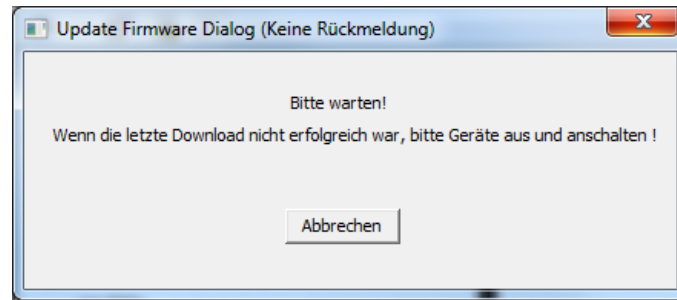 Update Firmware Dialog (Keine Rückmeldung)
Bitte warten!
Wenn die letzte Download nicht erfolgreich war, bitte Geräte aus und anschalten !
Abbrechen